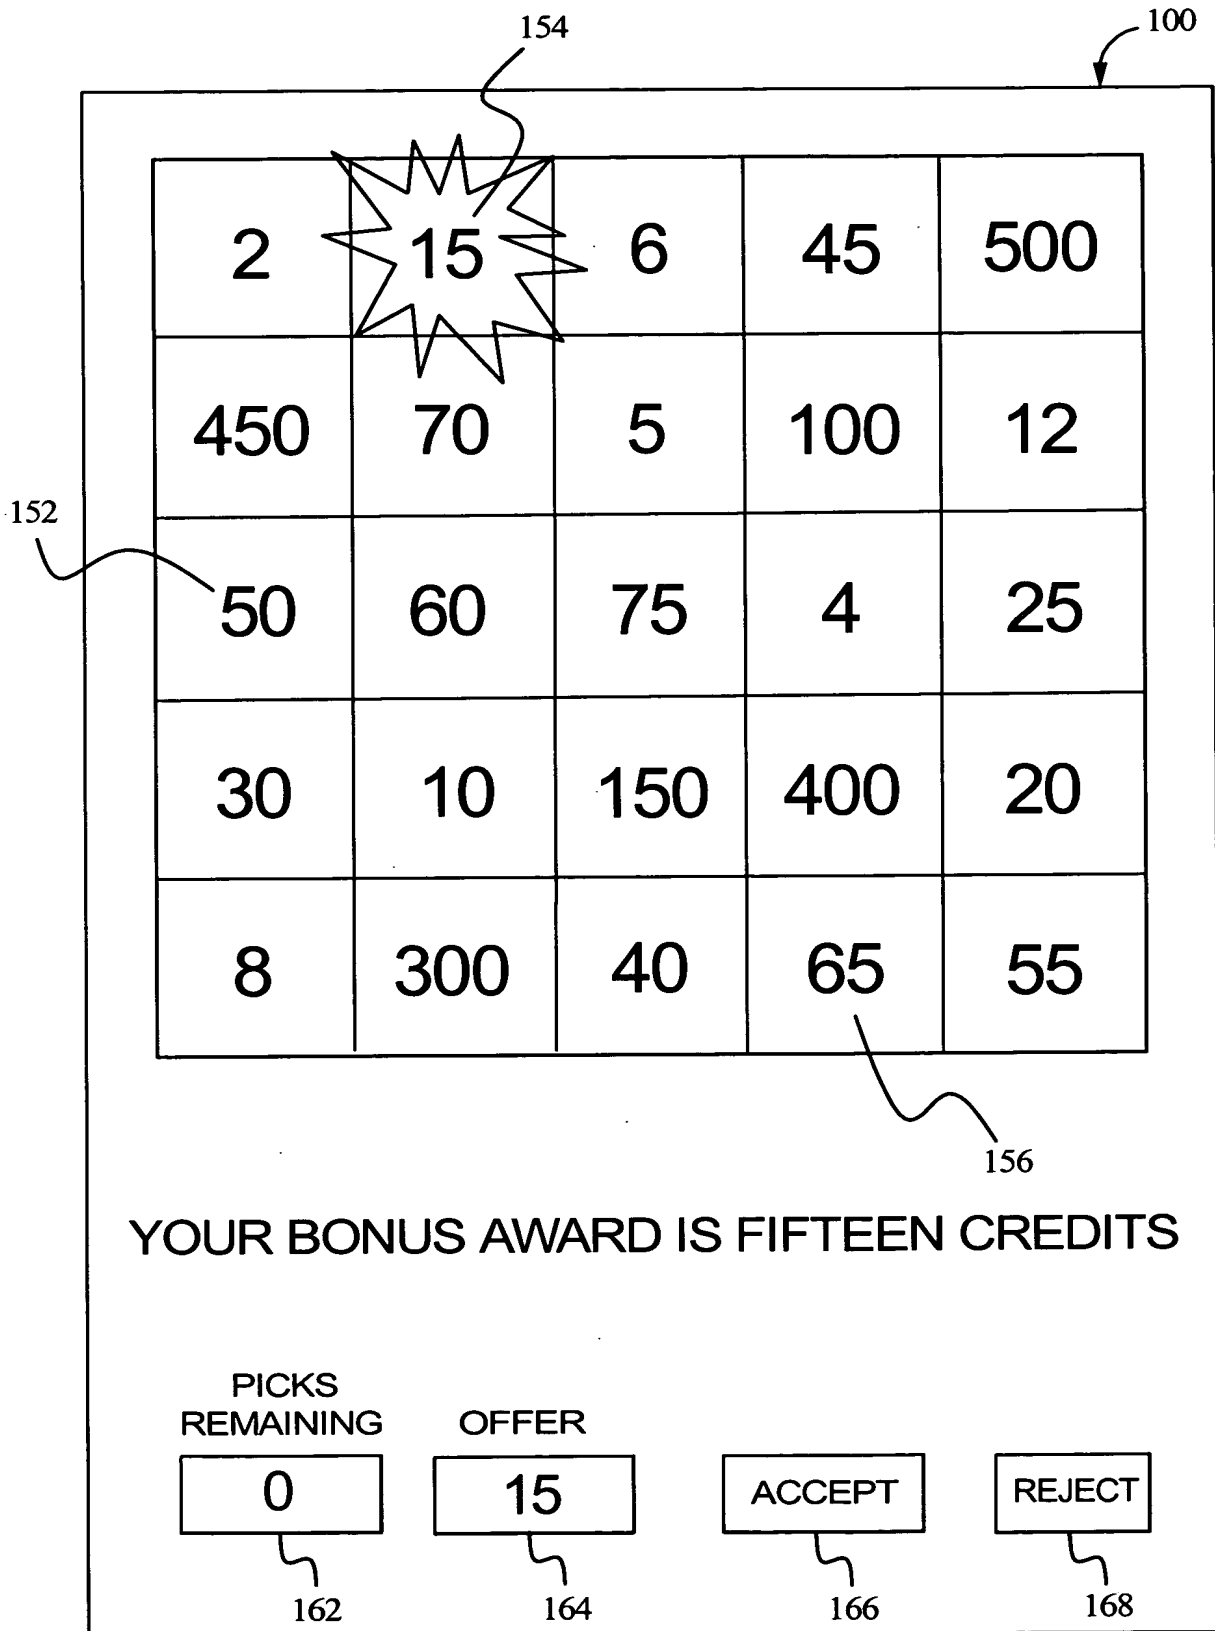 154
100
2 15 6 45 500
450 70 5 100 12
152
50 60 75 4 25
30 10 150 400 20
8 300 40 65 55
156
YOUR BONUS AWARD IS FIFTEEN CREDITS
PICKS
REMAINING OFFER
0 15 ACCEPT REJECT
162 164 166 168